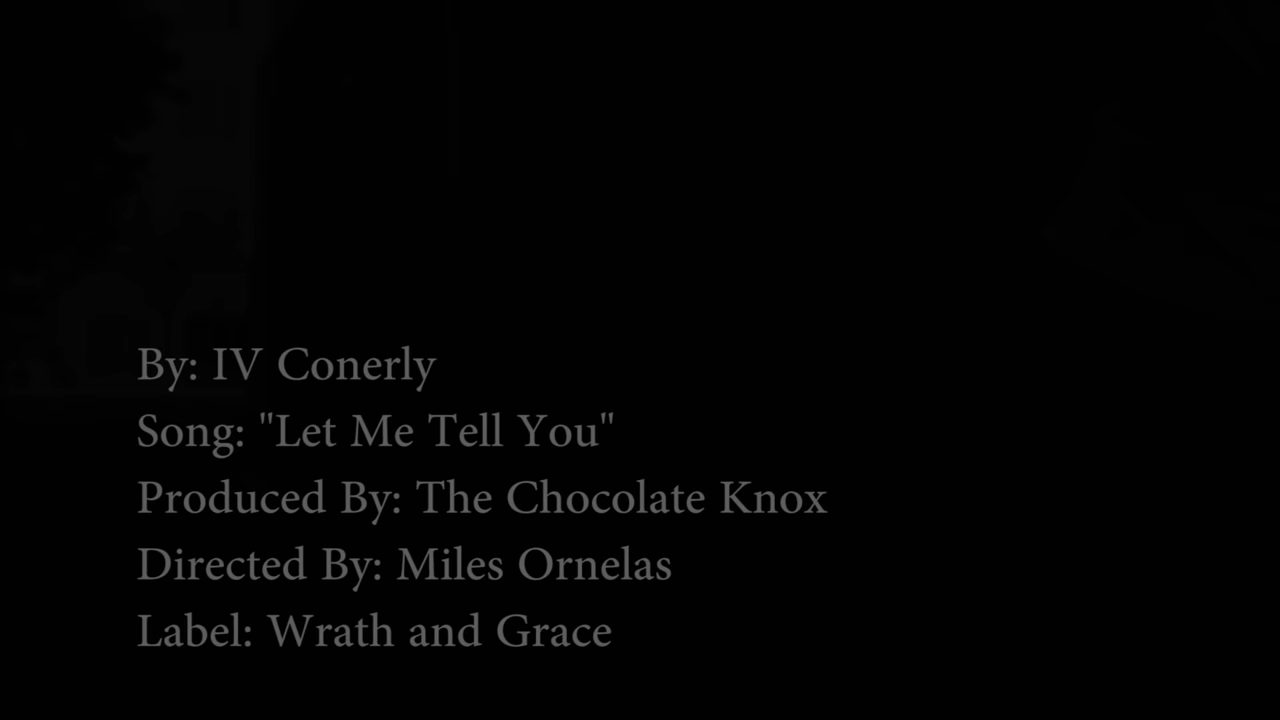 By: IV Conerly
Song: "Let Me Tell You"
Produced By: The Chocolate Knox
Directed By: Miles Ornelas
Label: Wrath and Grace